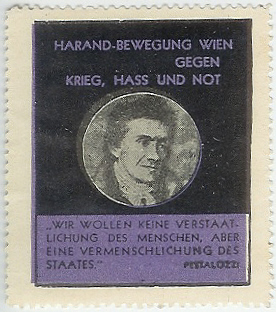 HARAND-BEWEGUNG WIEN
GEGEN
KRIEG, HASS UND NOT
„WIR WOLLEN KEINE VERSTAAT-
LICHUNG DES MENSCHEN, ABER
EINE VERMENSCHLICHUNG DES
STAATES."
PESTALOZZI